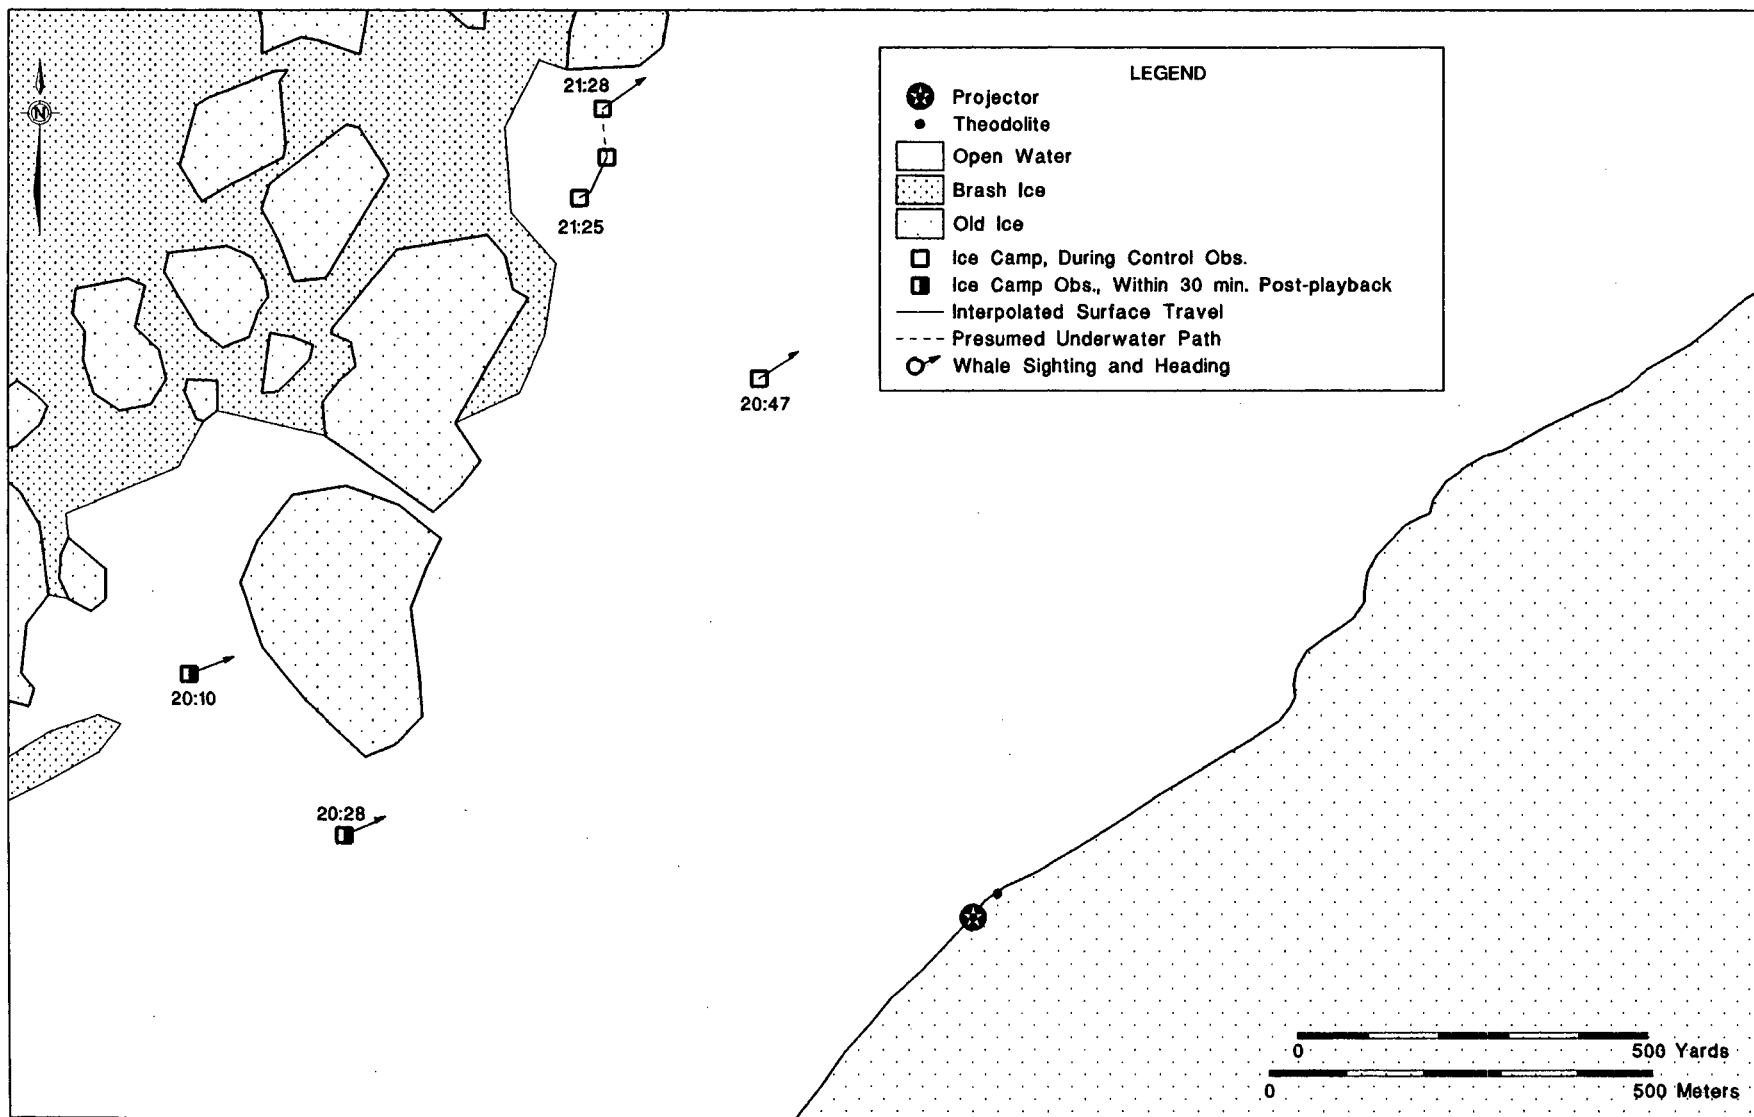 21:28
21:25
N
LEGEND
Projector
Theodolite
Open Water
Brash Ice
Old Ice
Ice Camp, During Control Obs.
Ice Camp Obs., Within 30 min. Post-playback
Interpolated Surface Travel
Presumed Underwater Path
Whale Sighting and Heading
20:47
20:10
20:28
0 500 Yards
0 500 Meters